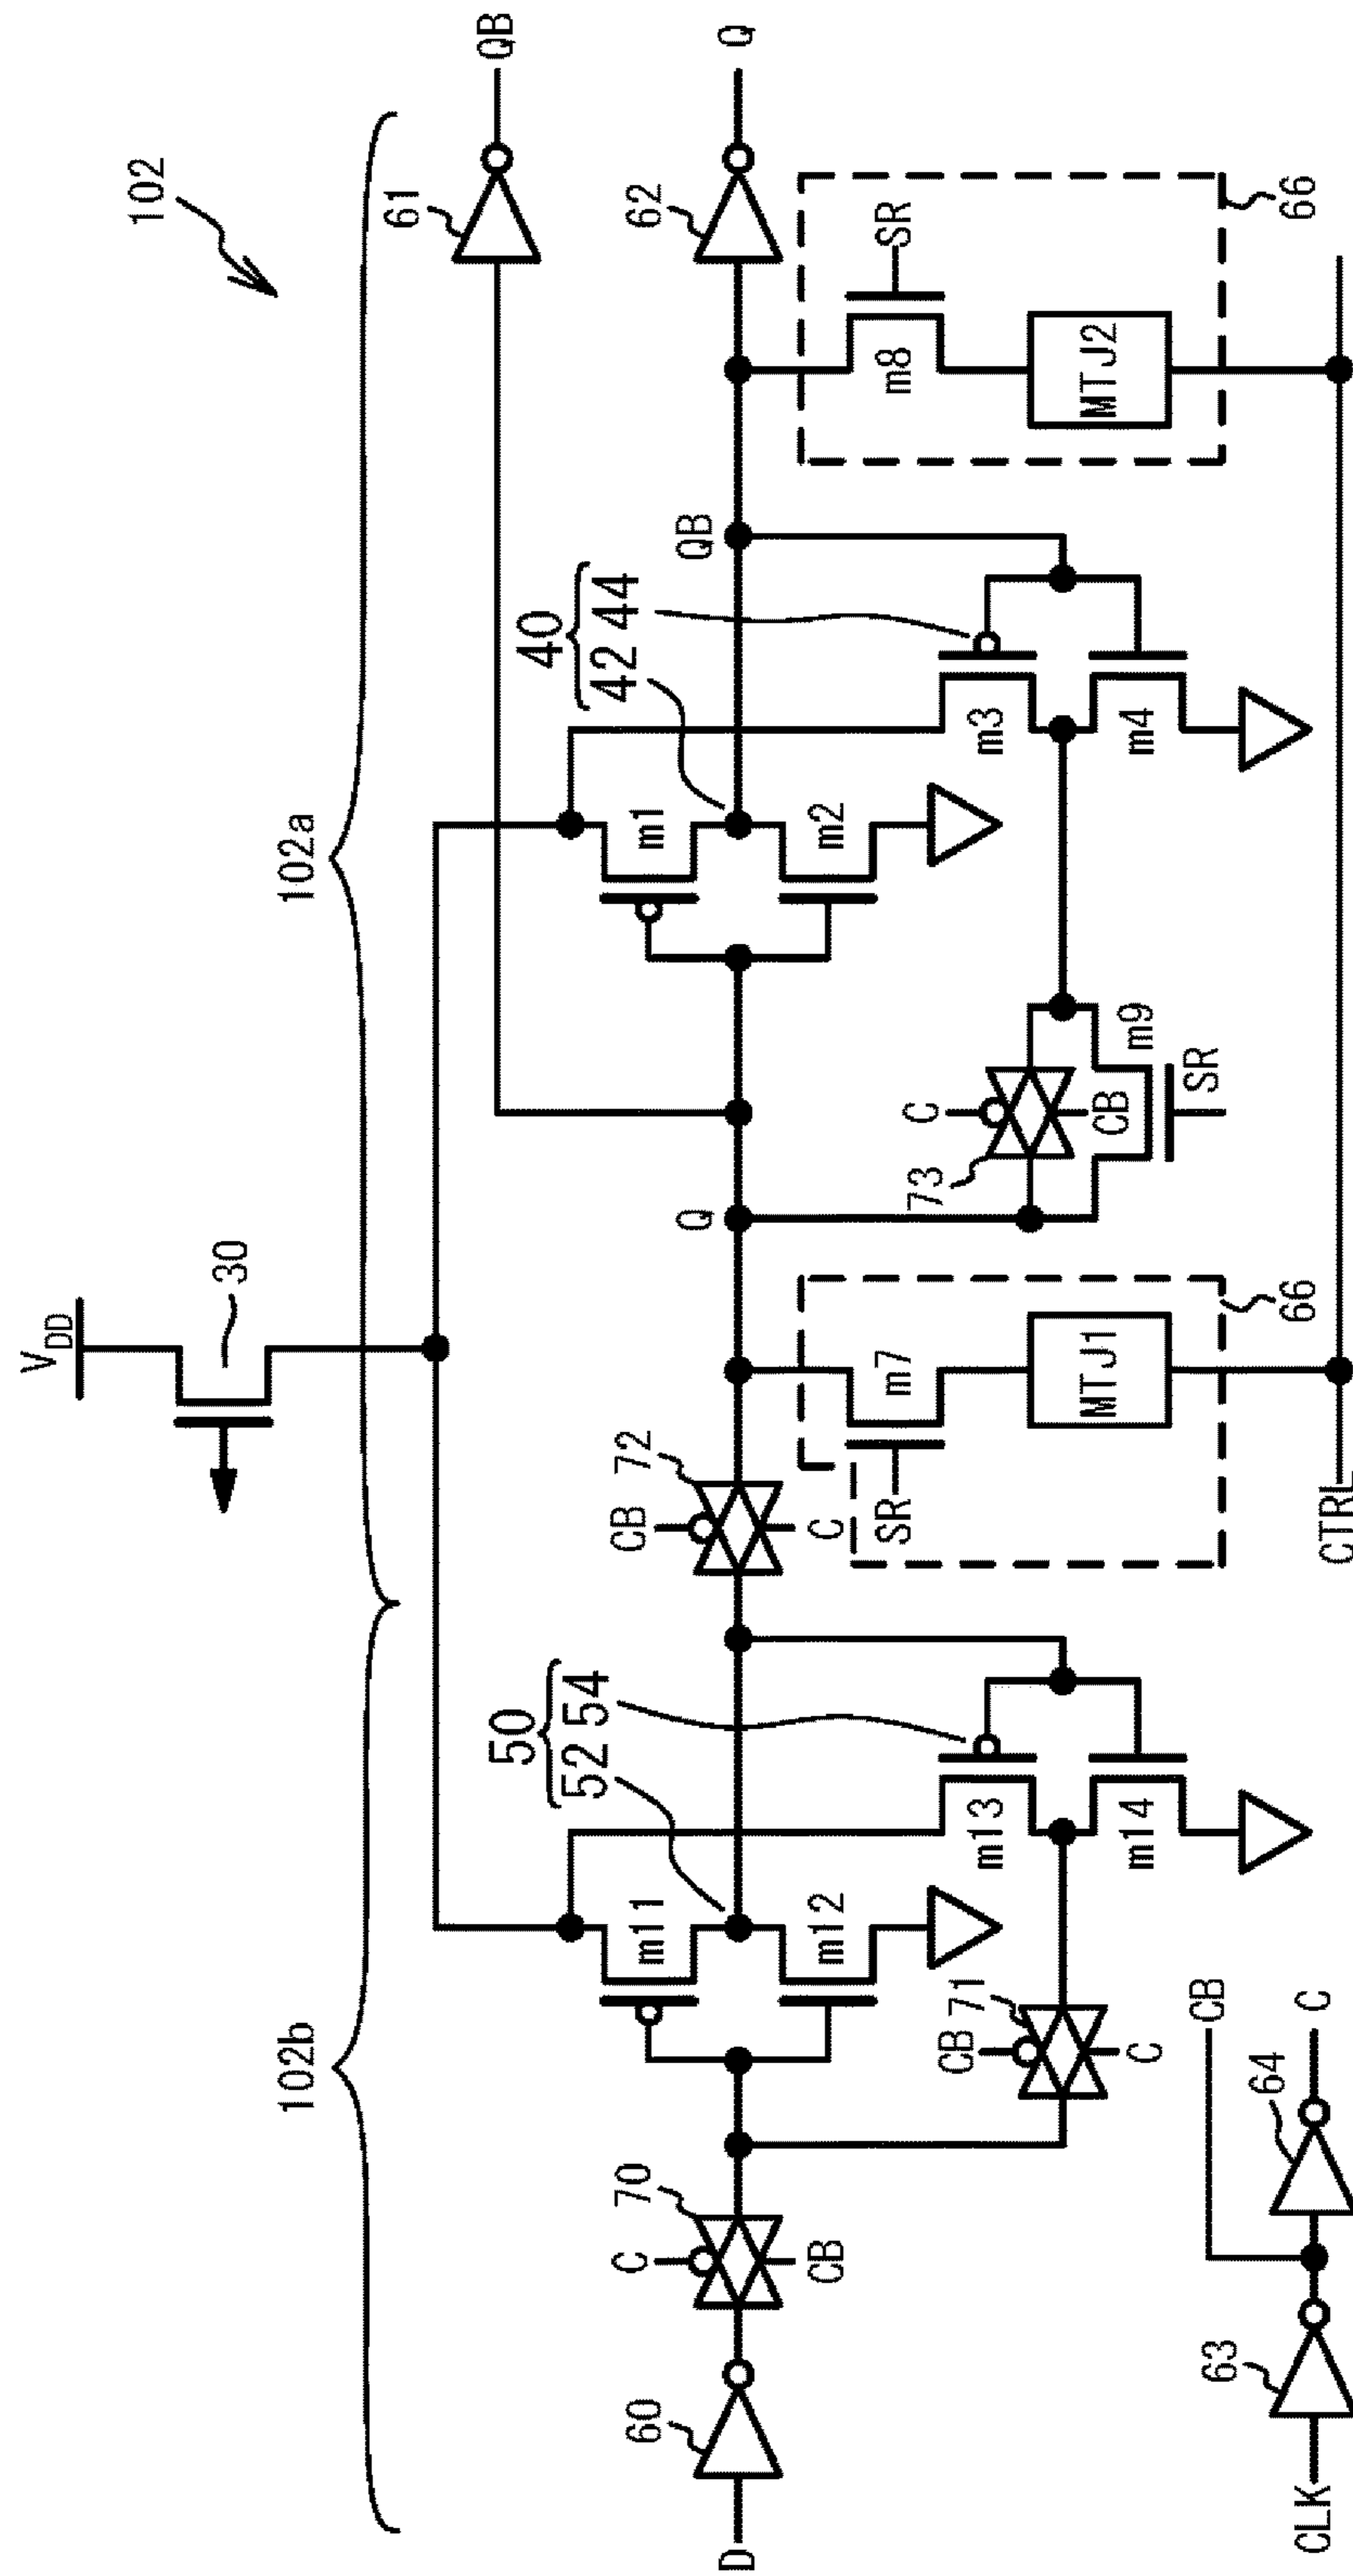 102
102b
102a
V_DD
30
QB
61
Q
62
50
52 54
40
42 44
D
60
C
70
CB
m11
m12
CB
71
C
m13
m14
CB
72
C
Q
SR
m7
MTJ1
66
C
73
CB
m9
SR
m1
m2
m3
m4
QB
m8
SR
MTJ2
66
CLK
63
64
CB
C
CTRL